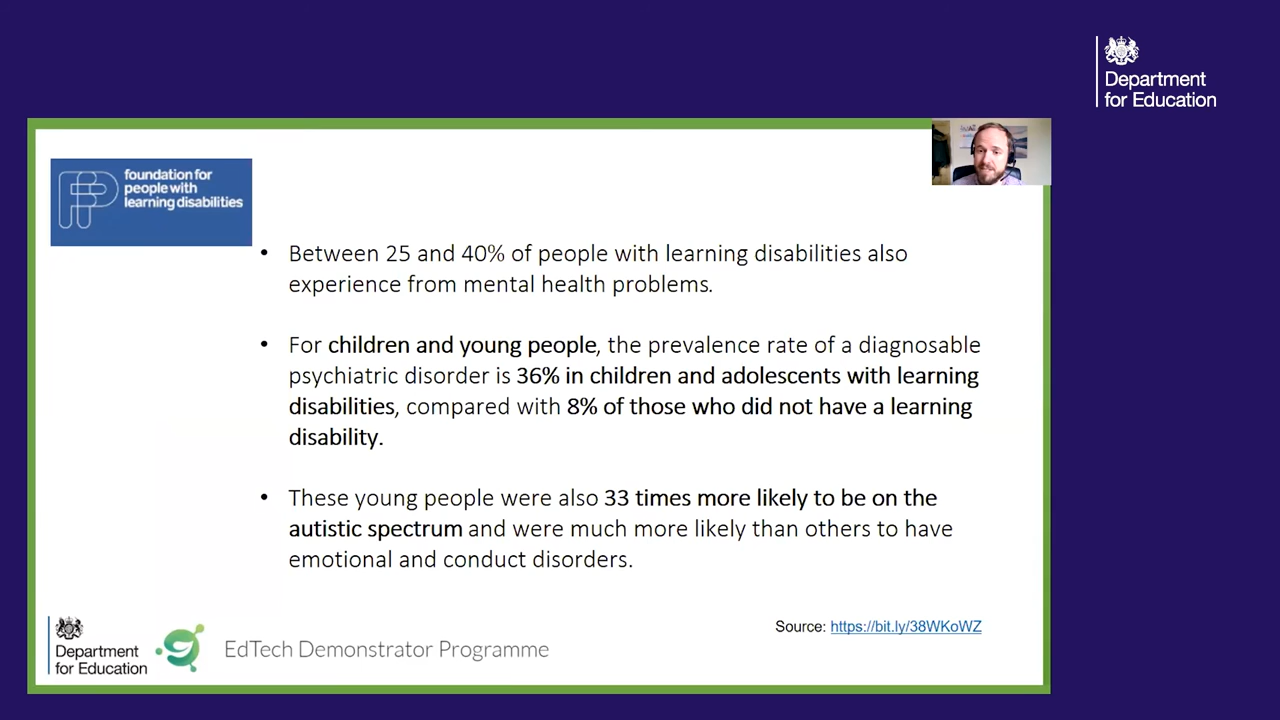 Department
for Education
foundation for
people with
learning disabilities
• Between 25 and 40% of people with learning disabilities also
experience from mental health problems.
• For children and young people, the prevalence rate of a diagnosable
psychiatric disorder is 36% in children and adolescents with learning
disabilities, compared with 8% of those who did not have a learning
disability.
• These young people were also 33 times more likely to be on the
autistic spectrum and were much more likely than others to have
emotional and conduct disorders.
Source: https://bit.ly/38WKoWZ
Department
for Education
EdTech Demonstrator Programme